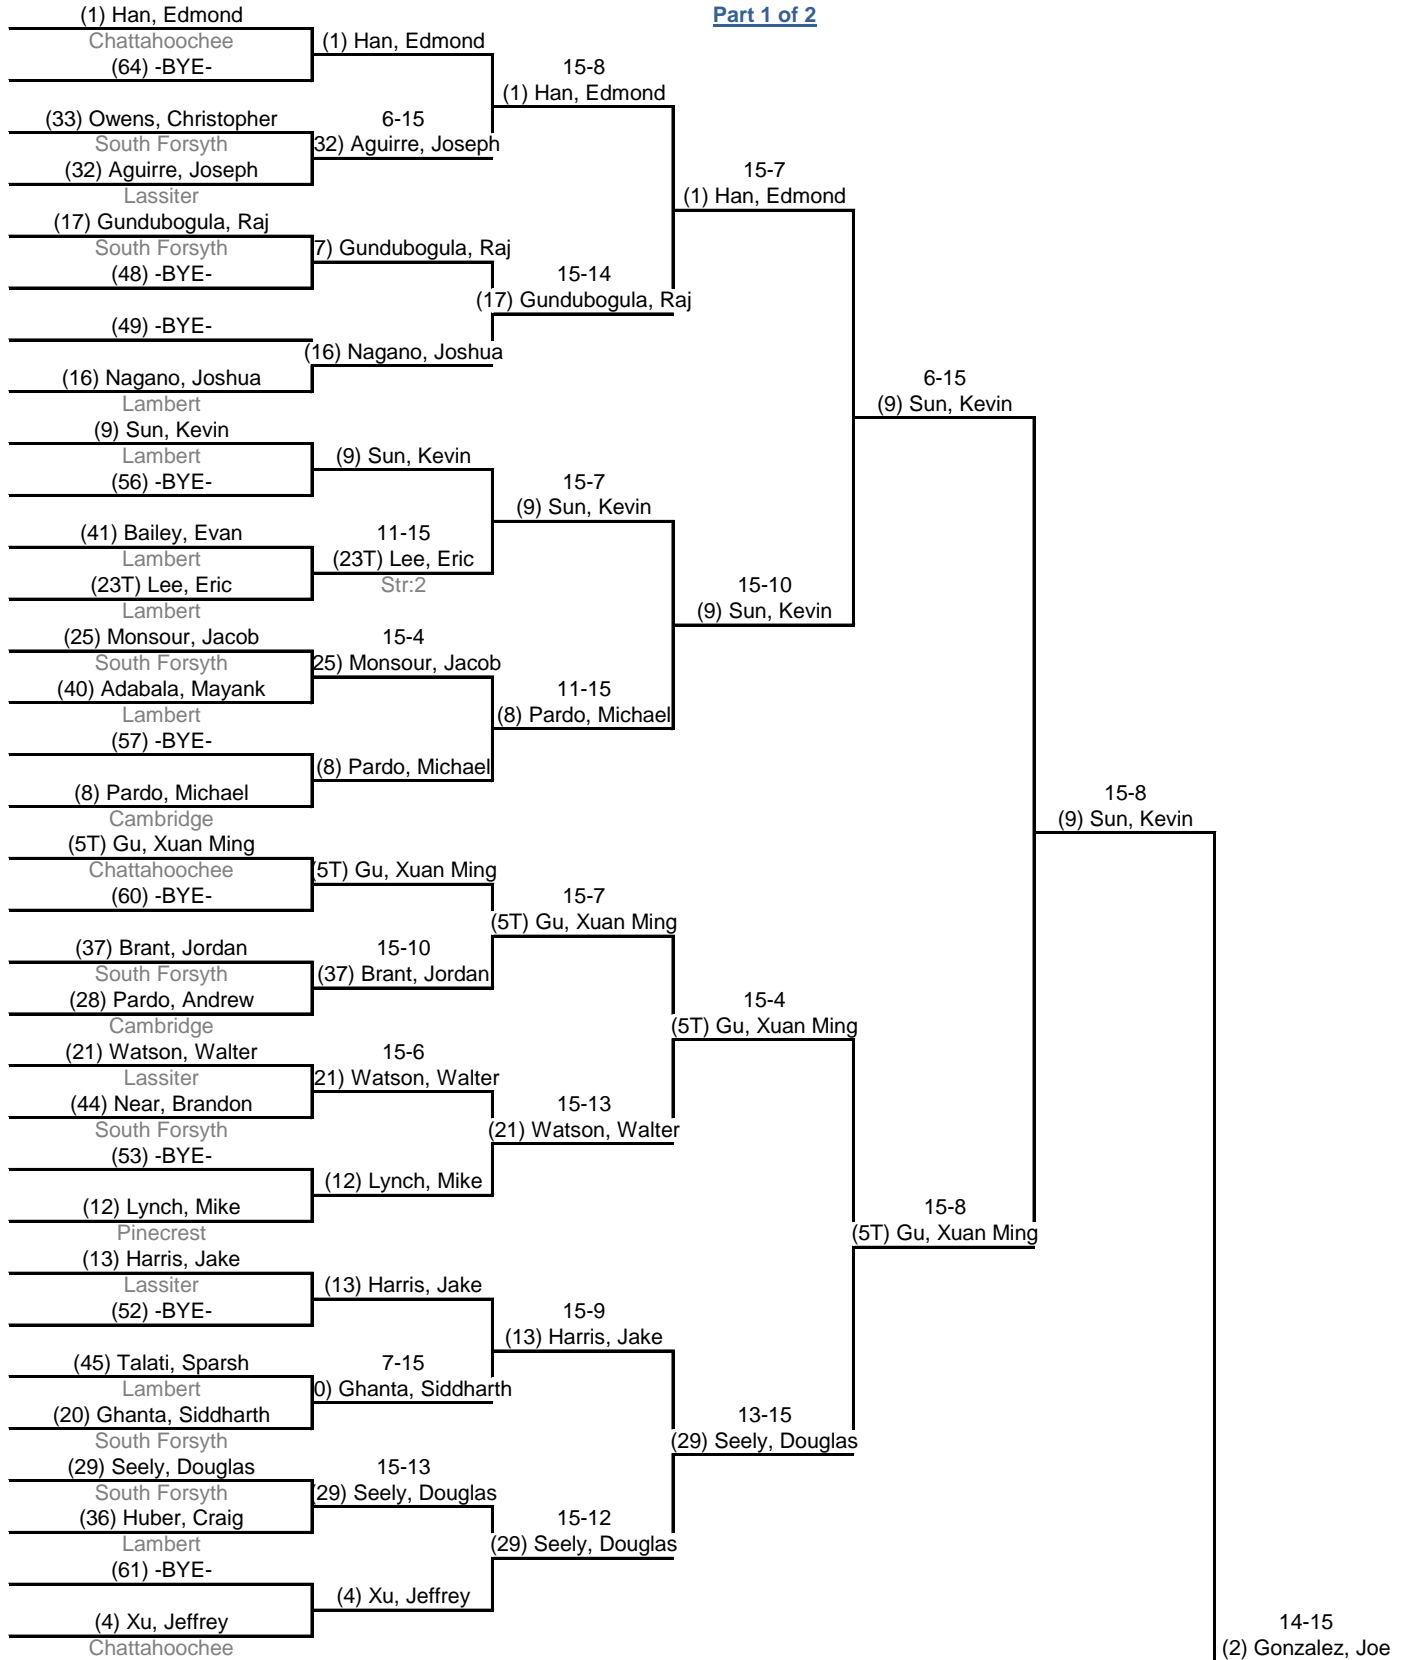 Part 1 of 2
(1) Han, Edmond
Chattahoochee
(64) -BYE-
(33) Owens, Christopher
South Forsyth
(32) Aguirre, Joseph
Lassiter
(17) Gundubogula, Raj
South Forsyth
(48) -BYE-
(49) -BYE-
(16) Nagano, Joshua
Lambert
(9) Sun, Kevin
Lambert
(56) -BYE-
(41) Bailey, Evan
Lambert
(23T) Lee, Eric
Lambert
(25) Monsour, Jacob
South Forsyth
(40) Adabala, Mayank
Lambert
(57) -BYE-
(8) Pardo, Michael
Cambridge
(5T) Gu, Xuan Ming
Chattahoochee
(60) -BYE-
(37) Brant, Jordan
South Forsyth
(28) Pardo, Andrew
Cambridge
(21) Watson, Walter
Lassiter
(44) Near, Brandon
South Forsyth
(53) -BYE-
(12) Lynch, Mike
Pinecrest
(13) Harris, Jake
Lassiter
(52) -BYE-
(45) Talati, Sparsh
Lambert
(20) Ghanta, Siddharth
South Forsyth
(29) Seely, Douglas
South Forsyth
(36) Huber, Craig
Lambert
(61) -BYE-
(4) Xu, Jeffrey
Chattahoochee
(1) Han, Edmond
6-15
32) Aguirre, Joseph
7) Gundubogula, Raj
(16) Nagano, Joshua
(9) Sun, Kevin
11-15
(23T) Lee, Eric
Str:2
15-4
25) Monsour, Jacob
(8) Pardo, Michael
(5T) Gu, Xuan Ming
15-10
(37) Brant, Jordan
15-6
21) Watson, Walter
(12) Lynch, Mike
(13) Harris, Jake
7-15
0) Ghanta, Siddharth
15-13
(29) Seely, Douglas
(4) Xu, Jeffrey
15-8
(1) Han, Edmond
15-14
(17) Gundubogula, Raj
15-7
(9) Sun, Kevin
11-15
(8) Pardo, Michael
15-7
(5T) Gu, Xuan Ming
15-13
(21) Watson, Walter
15-9
(13) Harris, Jake
15-12
(29) Seely, Douglas
15-7
(1) Han, Edmond
15-10
(9) Sun, Kevin
15-4
(5T) Gu, Xuan Ming
13-15
(29) Seely, Douglas
6-15
(9) Sun, Kevin
15-8
(5T) Gu, Xuan Ming
15-8
(9) Sun, Kevin
14-15
(2) Gonzalez, Joe